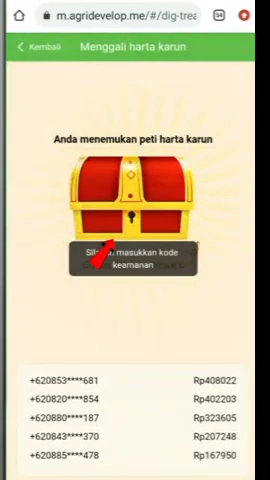 m.agridevelop.me/#/dig-trea
54
Kembali
Menggali harta karun
Anda menemukan peti harta karun
masukkan kode
keamanan
+620853****681 Rp408022
+620820****854 Rp402203
+620880****187 Rp323605
+620843****370 Rp207248
+620885****478 Rp167950